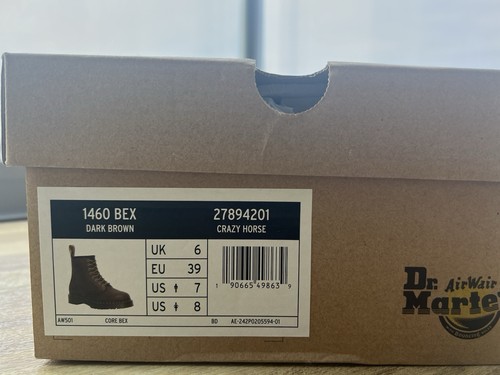 1460 BEX
DARK BROWN
27894201
CRAZY HORSE
UK 6
EU 39
US 7
US 8
1 90665 49863 9
AW501 CORE BEX BD AE-242P0205594-01
Dr. AirWair
Marte